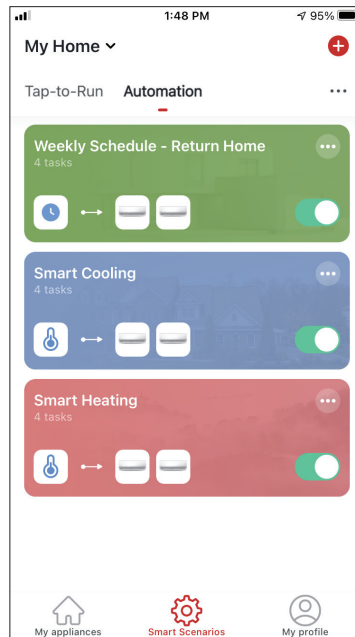 1:48 PM
95%
My Home
Tap-to-Run Automation
Weekly Schedule - Return Home
4 tasks
Smart Cooling
4 tasks
Smart Heating
4 tasks
My appliances Smart Scenarios My profile